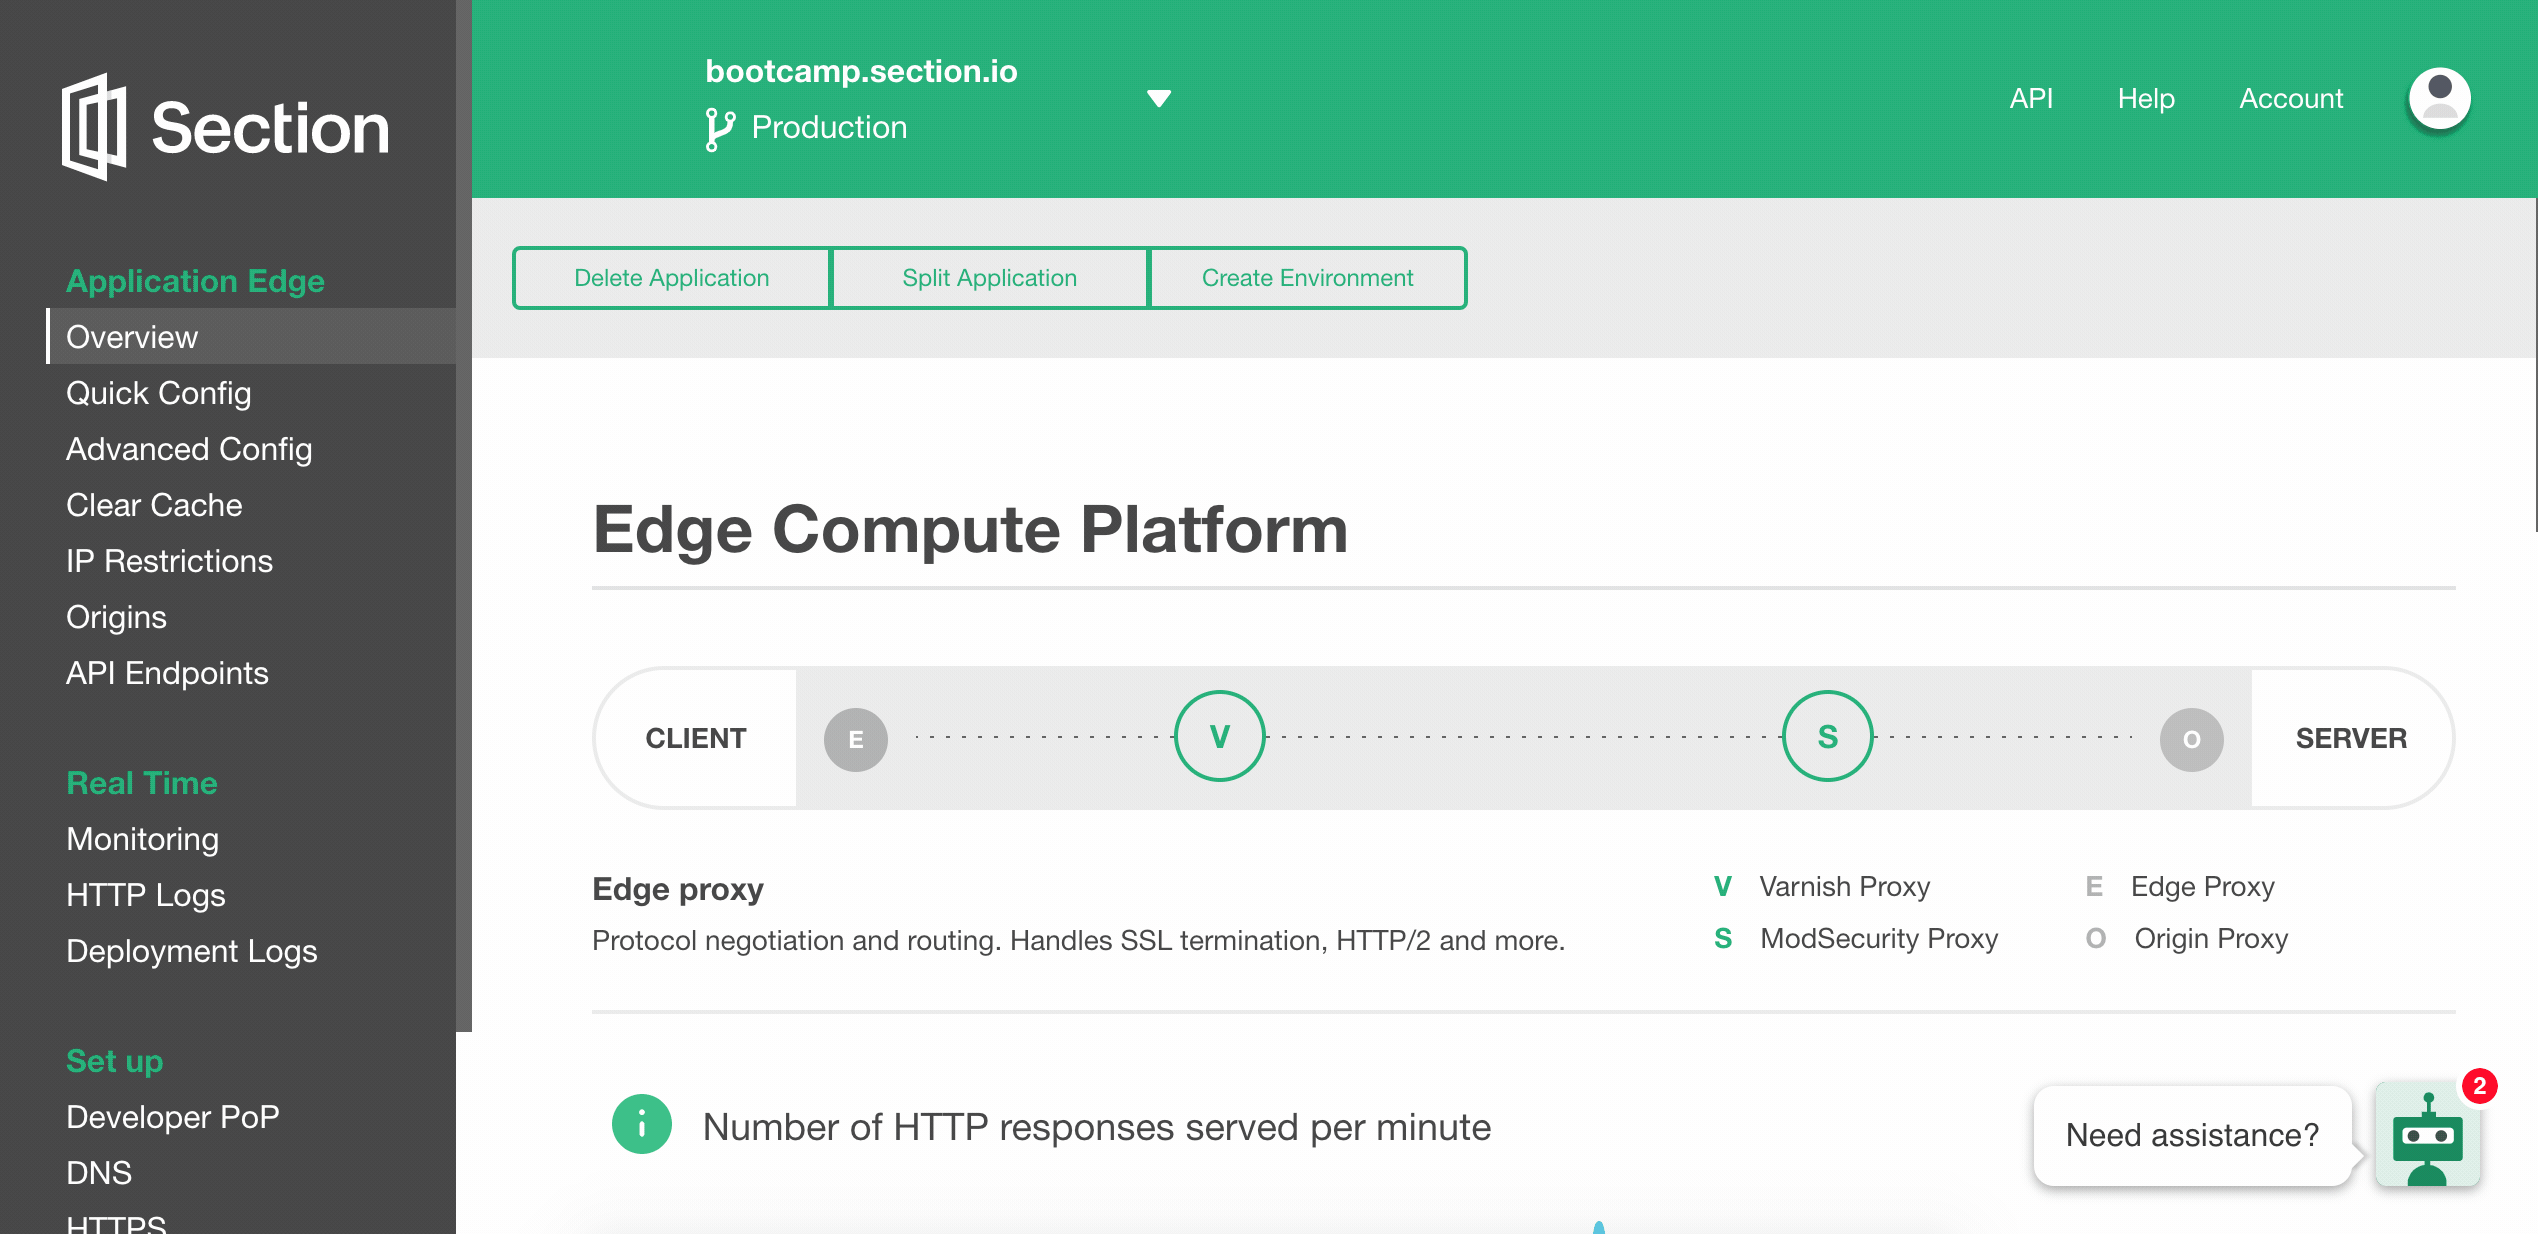 Section
Application Edge
Overview
Quick Config
Advanced Config
Clear Cache
IP Restrictions
Origins
API Endpoints
Real Time
Monitoring
HTTP Logs
Deployment Logs
Set up
Developer PoP
DNS
HTTPS
bootcamp.section.io
Production
API Help Account
Delete Application Split Application Create Environment
Edge Compute Platform
CLIENT E V S O SERVER
Edge proxy
Protocol negotiation and routing. Handles SSL termination, HTTP/2 and more.
V Varnish Proxy E Edge Proxy
S ModSecurity Proxy O Origin Proxy
i Number of HTTP responses served per minute
Need assistance?
2